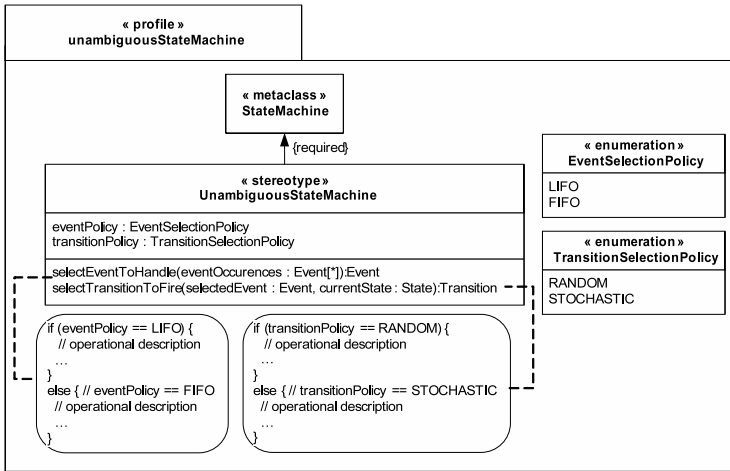 « profile »
unambiguousStateMachine
« metaclass »
StateMachine
{required}
« stereotype »
UnambiguousStateMachine
eventPolicy : EventSelectionPolicy
transitionPolicy : TransitionSelectionPolicy
selectEventToHandle(eventOccurences : Event[*]):Event
selectTransitionToFire(selectedEvent : Event, currentState : State):Transition
« enumeration »
EventSelectionPolicy
LIFO
FIFO
« enumeration »
TransitionSelectionPolicy
RANDOM
STOCHASTIC
if (eventPolicy == LIFO) {
// operational description
...
}
else { // eventPolicy == FIFO
// operational description
...
}
if (transitionPolicy == RANDOM) {
// operational description
...
}
else { // transitionPolicy == STOCHASTIC
// operational description
...
}